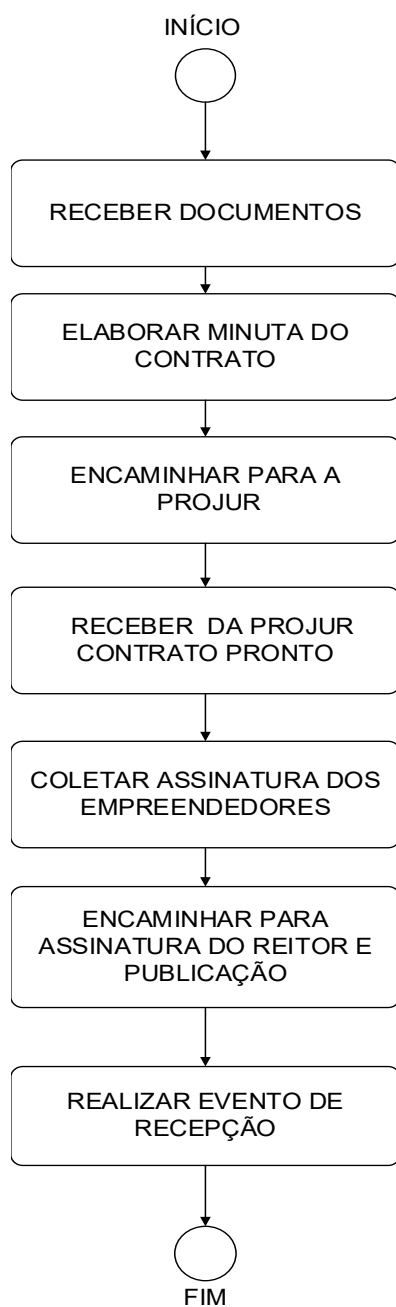 INÍCIO
RECEBER DOCUMENTOS
ELABORAR MINUTA DO
CONTRATO
ENCAMINHAR PARA A
PROJUR
RECEBER DA PROJUR
CONTRATO PRONTO
COLETAR ASSINATURA DOS
EMPREENDEDORES
ENCAMINHAR PARA
ASSINATURA DO REITOR E
PUBLICAÇÃO
REALIZAR EVENTO DE
RECEPÇÃO
FIM